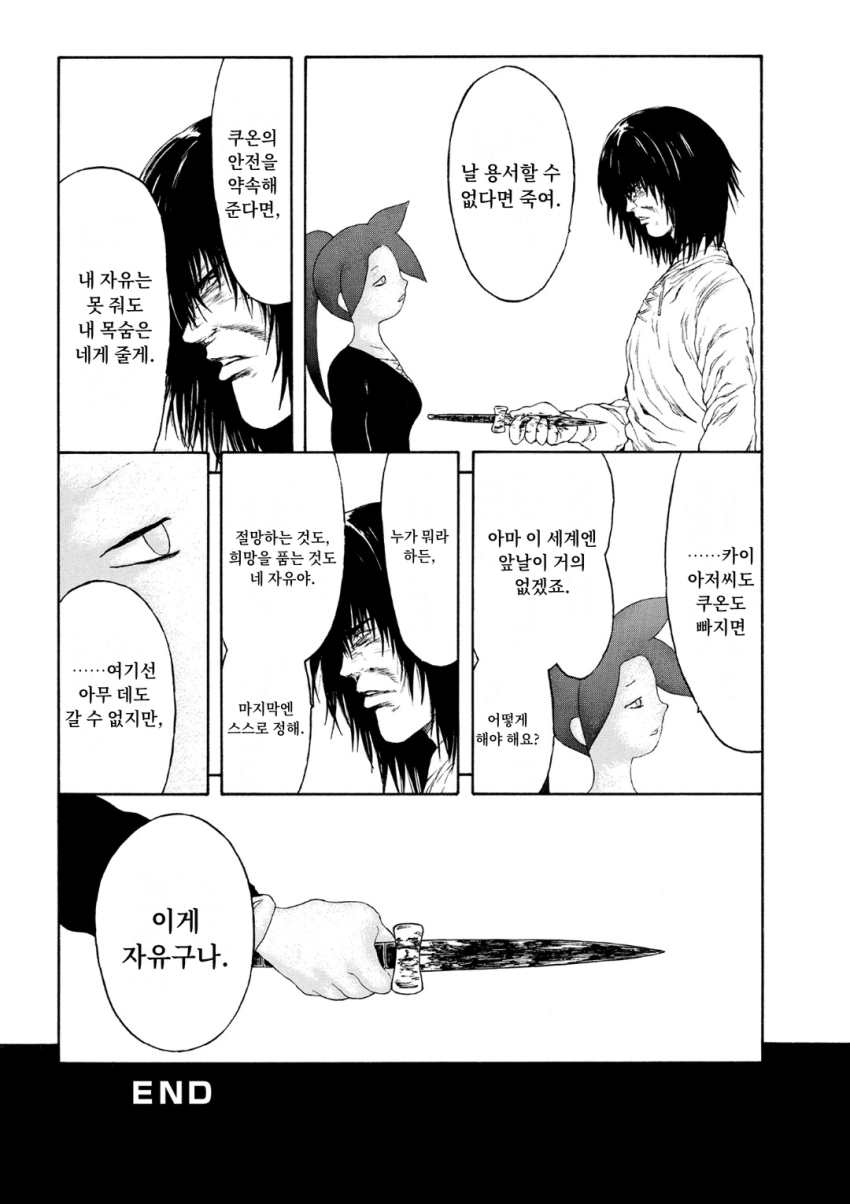 날 용서할 수
없다면 죽여.
쿠온의
안전을
약속해
준다면,
내 자유는
못 줘도
내 목숨은
네게 줄게.
……카이
아저씨도
쿠온도
빠지면
아마 이 세계엔
앞날이 거의
없겠죠.
어떻게
해야 해요?
누가 뭐라
하든,
절망하는 것도,
희망을 품는 것도
네 자유야.
마지막엔
스스로 정해.
……여기선
아무 데도
갈 수 없지만,
이게
자유구나.
END